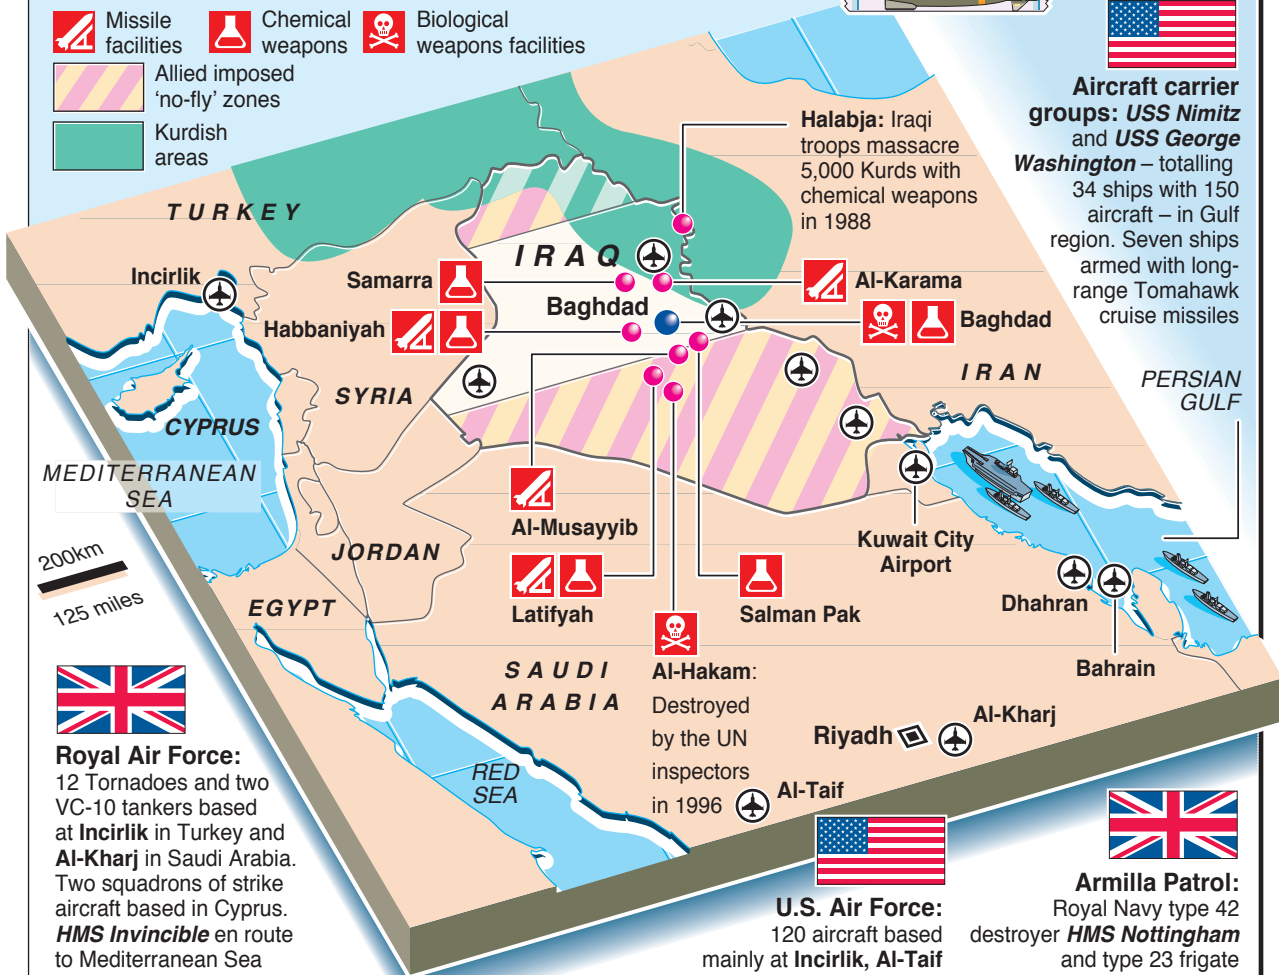 Missile
facilities
Chemical
weapons
Biological
weapons facilities
Allied imposed
‘no-fly’ zones
Kurdish
areas
Aircraft carrier
groups: USS Nimitz
and USS George
Washington – totalling
34 ships with 150
aircraft – in Gulf
region. Seven ships
armed with long-
range Tomahawk
cruise missiles
Halabja: Iraqi
troops massacre
5,000 Kurds with
chemical weapons
in 1988
TURKEY
IRAQ
Incirlik
Samarra
Al-Karama
Baghdad
Habbaniyah
Baghdad
SYRIA
IRAN
PERSIAN
GULF
CYPRUS
MEDITERRANEAN
SEA
Al-Musayyib
Kuwait City
Airport
JORDAN
200km
125 miles
EGYPT
Latifyah
Salman Pak
Dhahran
Bahrain
SAUDI
ARABIA
Al-Hakam:
Destroyed
by the UN
inspectors
in 1996
Riyadh
Al-Kharj
Al-Taif
RED
SEA
Royal Air Force:
12 Tornadoes and two
VC-10 tankers based
at Incirlik in Turkey and
Al-Kharj in Saudi Arabia.
Two squadrons of strike
aircraft based in Cyprus.
HMS Invincible en route
to Mediterranean Sea
U.S. Air Force:
120 aircraft based
mainly at Incirlik, Al-Taif
Armilla Patrol:
Royal Navy type 42
destroyer HMS Nottingham
and type 23 frigate